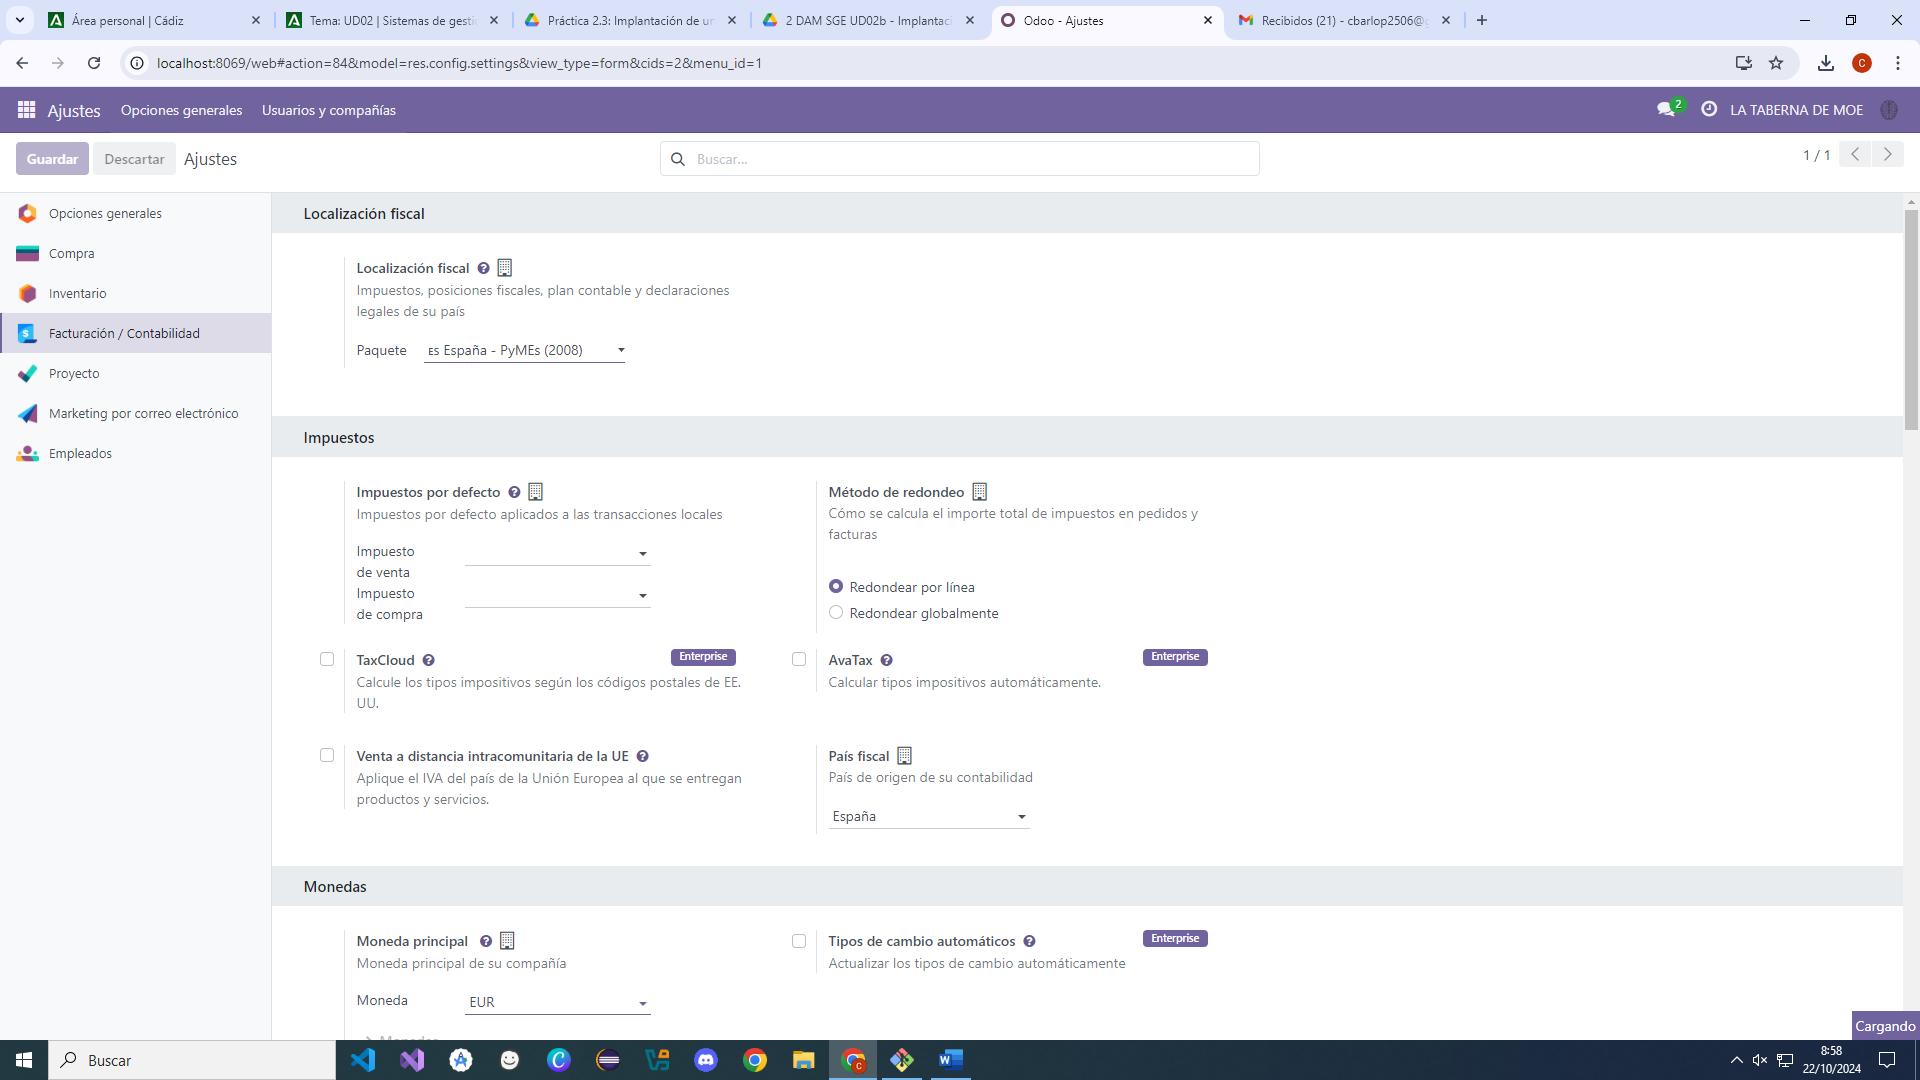 Área personal | Cádiz
Tema: UD02 | Sistemas de gesti
Práctica 2.3: Implantación de un
2 DAM SGE UD02b - Implantaci
Odoo - Ajustes
Recibidos (21) - cbarlop2506@g
localhost:8069/web#action=84&model=res.config.settings&view_type=form&cids=2&menu_id=1
C
Ajustes
Opciones generales
Usuarios y compañías
2
LA TABERNA DE MOE
Guardar
Descartar
Ajustes
Buscar...
1 / 1
Opciones generales
Compra
Inventario
Facturación / Contabilidad
Proyecto
Marketing por correo electrónico
Empleados
Localización fiscal
Localización fiscal
Impuestos, posiciones fiscales, plan contable y declaraciones
legales de su país
Paquete
ES España - PyMEs (2008)
Impuestos
Impuestos por defecto
Impuestos por defecto aplicados a las transacciones locales
Impuesto
de venta
Impuesto
de compra
Método de redondeo
Cómo se calcula el importe total de impuestos en pedidos y
facturas
Redondear por línea
Redondear globalmente
TaxCloud
Enterprise
Calcule los tipos impositivos según los códigos postales de EE.
UU.
AvaTax
Enterprise
Calcular tipos impositivos automáticamente.
Venta a distancia intracomunitaria de la UE
Aplique el IVA del país de la Unión Europea al que se entregan
productos y servicios.
País fiscal
País de origen de su contabilidad
España
Monedas
Moneda principal
Moneda principal de su compañía
Moneda
EUR
Tipos de cambio automáticos
Enterprise
Actualizar los tipos de cambio automáticamente
Monedas
Cargando
Buscar
8:58
22/10/2024